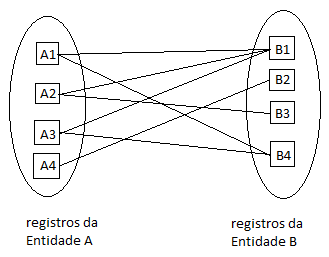 A1
A2
A3
A4
B1
B2
B3
B4
registros da
Entidade A
registros da
Entidade B